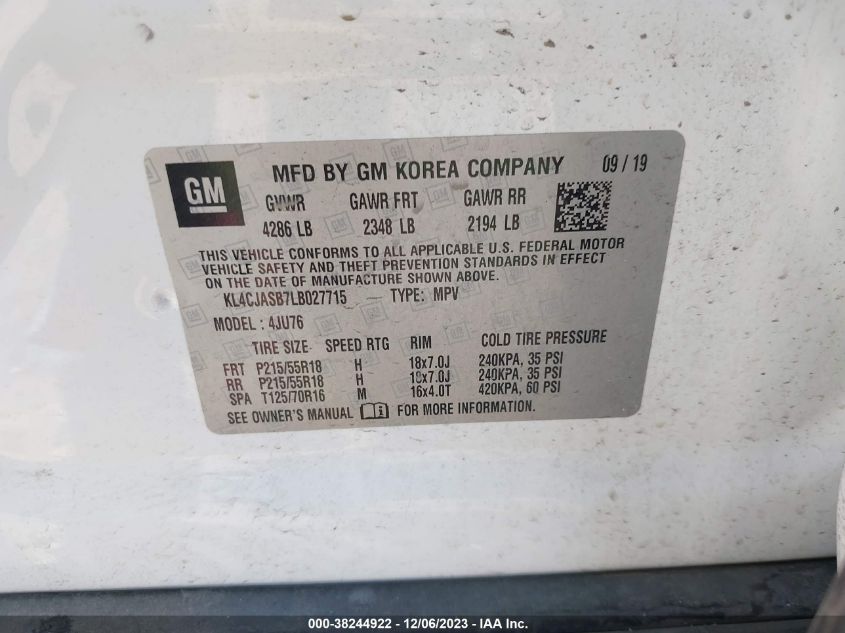 GM
MFD BY GM KOREA COMPANY 09 / 19
GVWR GAWR FRT GAWR RR
4286 LB 2348 LB 2194 LB
THIS VEHICLE CONFORMS TO ALL APPLICABLE U.S. FEDERAL MOTOR
VEHICLE SAFETY AND THEFT PREVENTION STANDARDS IN EFFECT
ON THE DATE OF MANUFACTURE SHOWN ABOVE.
KL4CJASB7LB027715 TYPE: MPV
MODEL : 4JU76
TIRE SIZE SPEED RTG RIM COLD TIRE PRESSURE
FRT P215/55R18 H 18x7.0J 240KPA, 35 PSI
RR P215/55R18 H 18x7.0J 240KPA, 35 PSI
SPA T125/70R16 M 16x4.0T 420KPA, 60 PSI
SEE OWNER'S MANUAL FOR MORE INFORMATION.
000-38244922 - 12/06/2023 - IAA Inc.